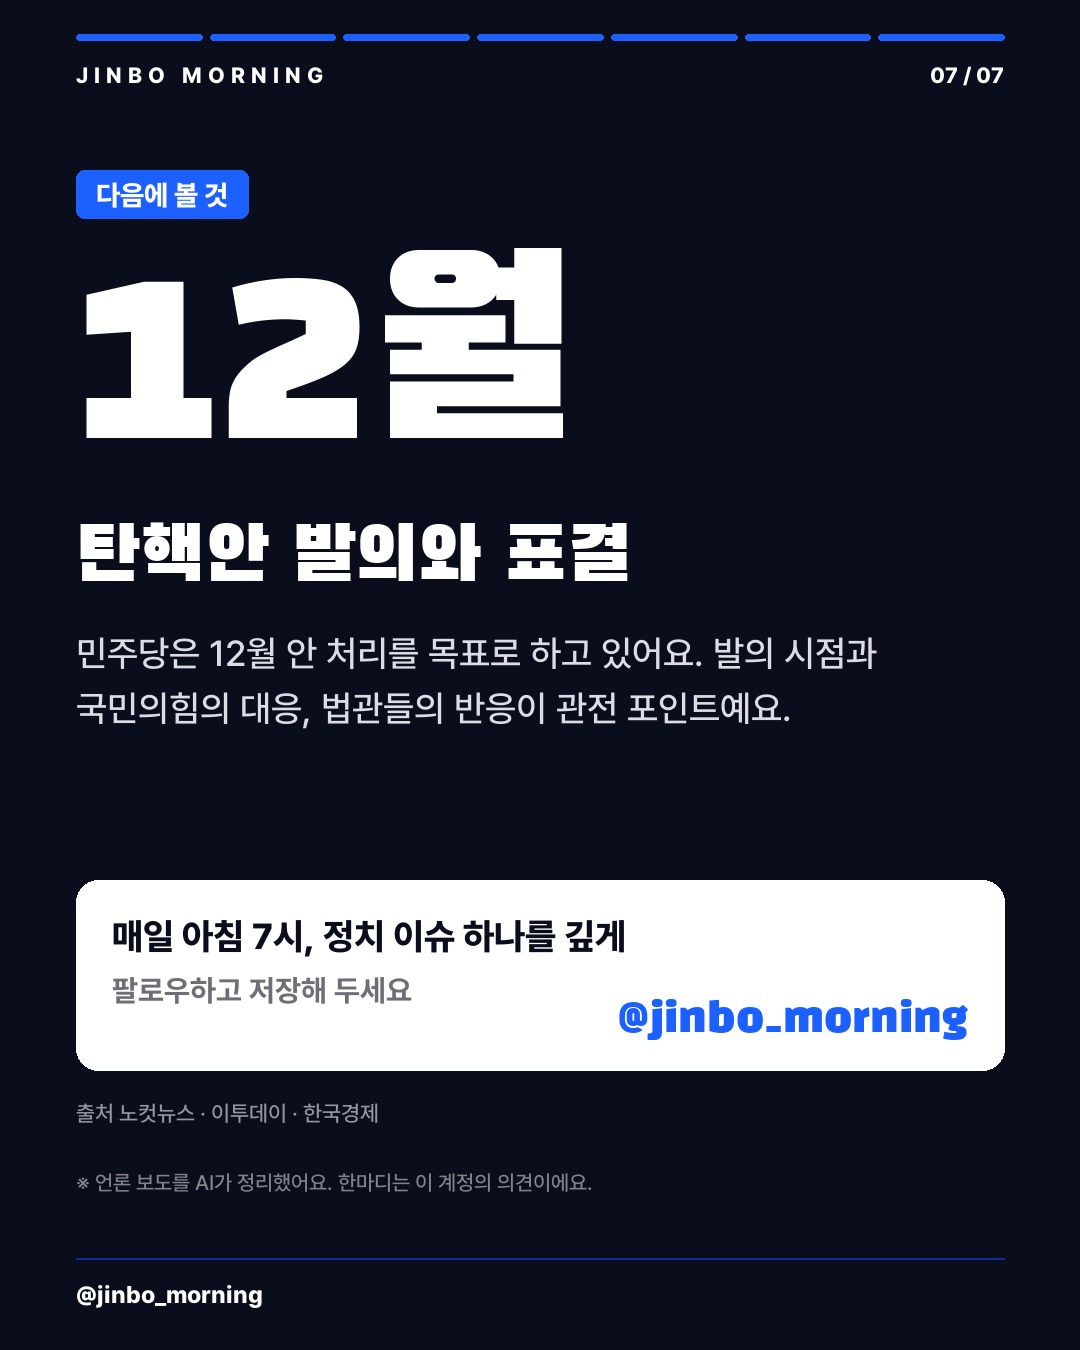 JINBO MORNING
07 / 07
다음에 볼 것
12월
탄핵안 발의와 표결
민주당은 12월 안 처리를 목표로 하고 있어요. 발의 시점과
국민의힘의 대응, 법관들의 반응이 관전 포인트예요.
매일 아침 7시, 정치 이슈 하나를 깊게
팔로우하고 저장해 두세요
@jinbo_morning
출처 노컷뉴스 · 이투데이 · 한국경제
※ 언론 보도를 AI가 정리했어요. 한마디는 이 계정의 의견이에요.
@jinbo_morning